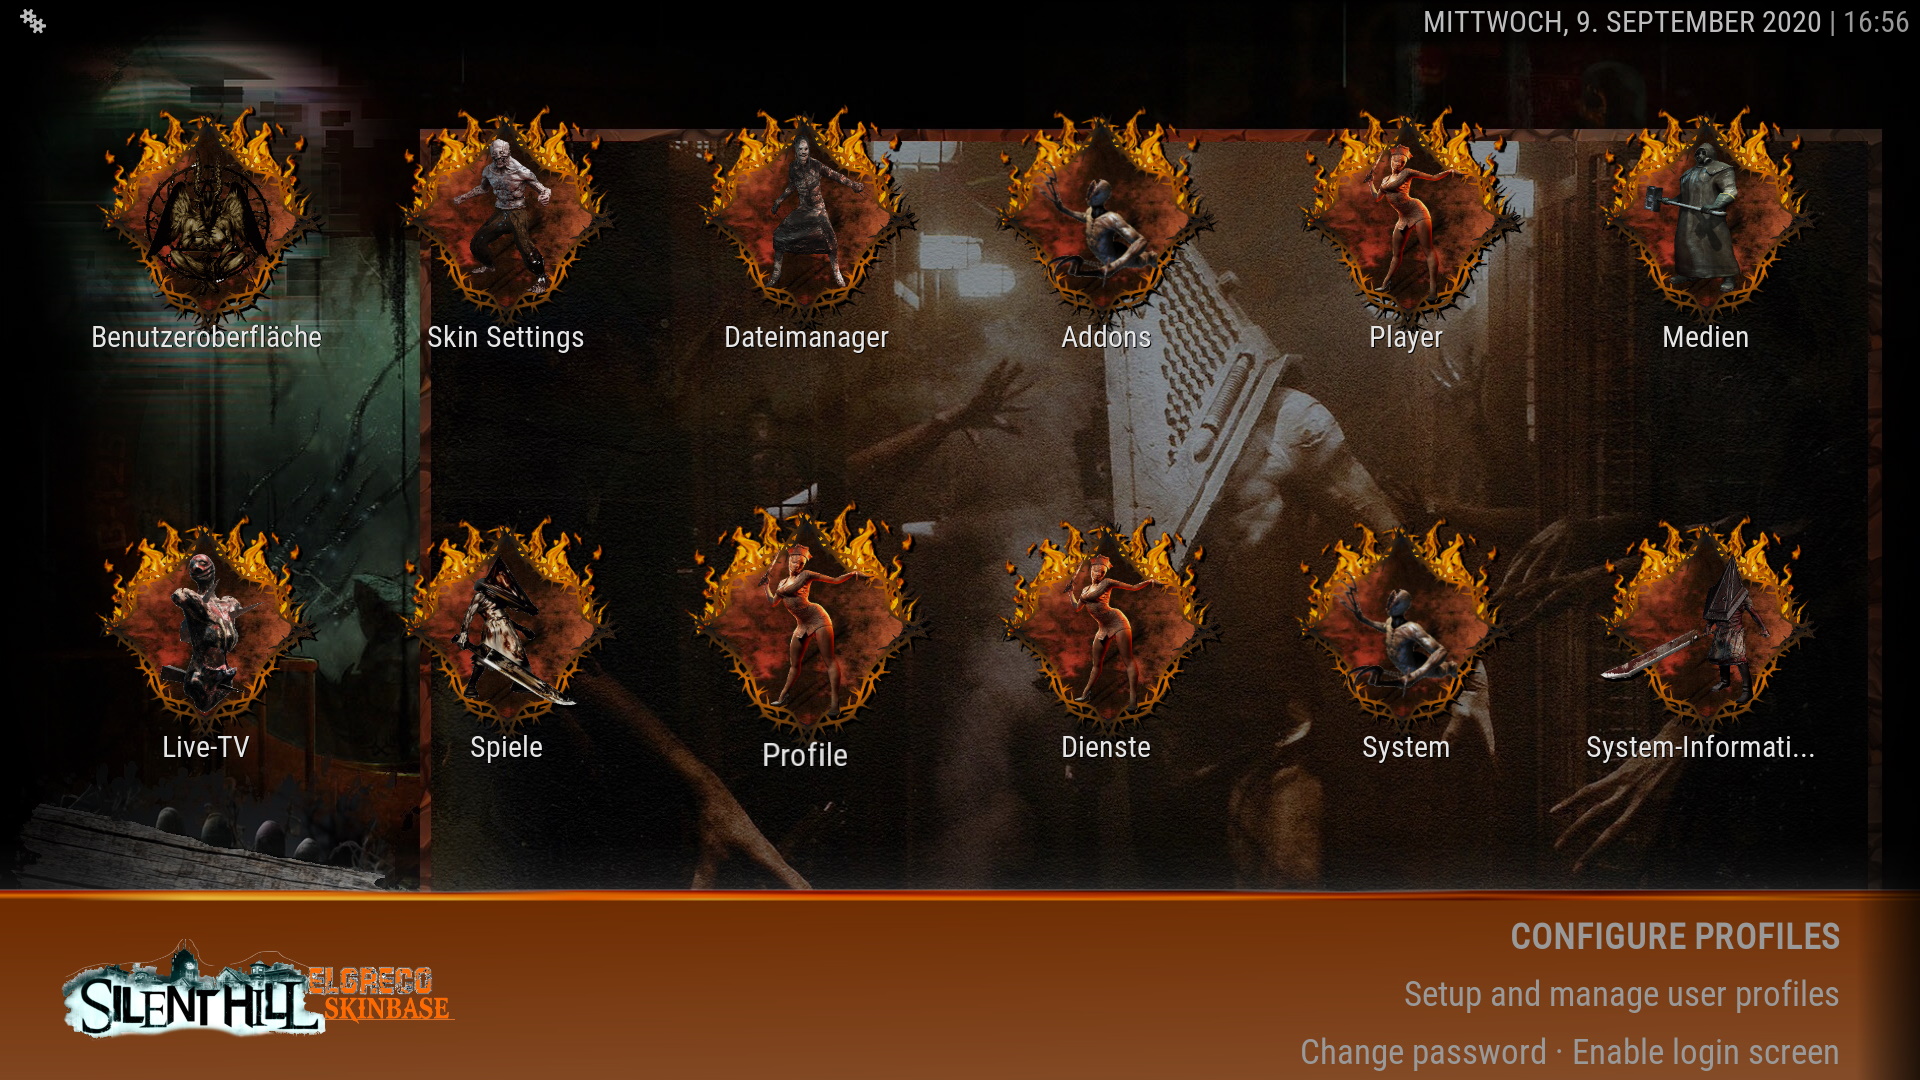 MITTWOCH, 9. SEPTEMBER 2020 | 16:56
Benutzeroberfläche
Skin Settings
Dateimanager
Addons
Player
Medien
Live-TV
Spiele
Profile
Dienste
System
System-Informati...
SILENT HILL
ELGRECO
SKINBASE
CONFIGURE PROFILES
Setup and manage user profiles
Change password · Enable login screen